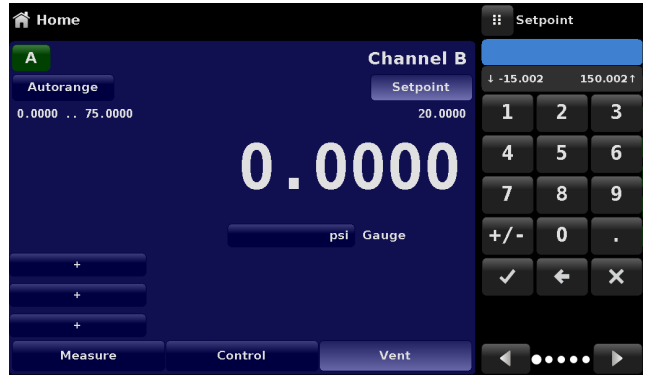 Home
A
Channel B
Autorange
Setpoint
0.0000 .. 75.0000
20.0000
0.0000
psi Gauge
+
+
+
Measure Control Vent
Setpoint
↓ -15.002 150.002↑
1 2 3
4 5 6
7 8 9
+/- 0 .